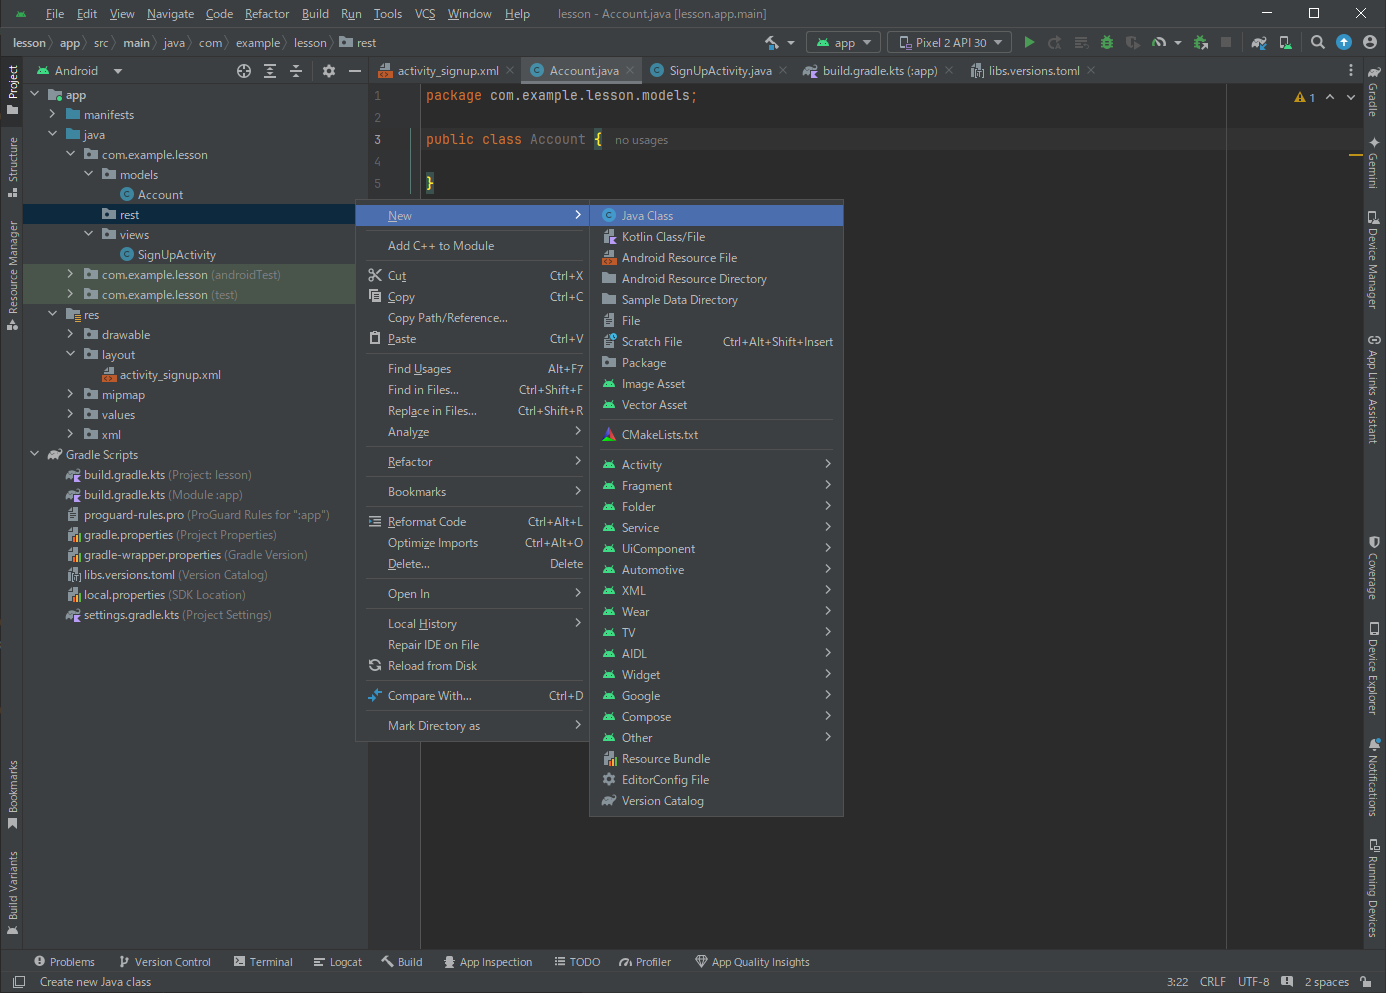 File Edit View Navigate Code Refactor Build Run Tools VCS Window Help lesson - Account.java [lesson.app.main]
lesson app src main java com example lesson rest
app Pixel 2 API 30
Android
activity_signup.xml Account.java SignUpActivity.java build.gradle.kts (:app) libs.versions.toml
Project
Structure
Resource Manager
Bookmarks
Build Variants
app
manifests
java
com.example.lesson
models
Account
rest
views
SignUpActivity
com.example.lesson (androidTest)
com.example.lesson (test)
res
drawable
layout
activity_signup.xml
mipmap
values
xml
Gradle Scripts
build.gradle.kts (Project: lesson)
build.gradle.kts (Module :app)
proguard-rules.pro (ProGuard Rules for ":app")
gradle.properties (Project Properties)
gradle-wrapper.properties (Gradle Version)
libs.versions.toml (Version Catalog)
local.properties (SDK Location)
settings.gradle.kts (Project Settings)
1 package com.example.lesson.models;
2
3 public class Account { no usages
4
5 }
1
New
Add C++ to Module
Cut Ctrl+X
Copy Ctrl+C
Copy Path/Reference...
Paste Ctrl+V
Find Usages Alt+F7
Find in Files... Ctrl+Shift+F
Replace in Files... Ctrl+Shift+R
Analyze
Refactor
Bookmarks
Reformat Code Ctrl+Alt+L
Optimize Imports Ctrl+Alt+O
Delete... Delete
Open In
Local History
Repair IDE on File
Reload from Disk
Compare With... Ctrl+D
Mark Directory as
Java Class
Kotlin Class/File
Android Resource File
Android Resource Directory
Sample Data Directory
File
Scratch File Ctrl+Alt+Shift+Insert
Package
Image Asset
Vector Asset
CMakeLists.txt
Activity
Fragment
Folder
Service
UiComponent
Automotive
XML
Wear
TV
AIDL
Widget
Google
Compose
Other
Resource Bundle
EditorConfig File
Version Catalog
Gradle
Gemini
Device Manager
App Links Assistant
Coverage
Device Explorer
Notifications
Running Devices
Problems Version Control Terminal Logcat Build App Inspection TODO Profiler App Quality Insights
Create new Java class 3:22 CRLF UTF-8 2 spaces